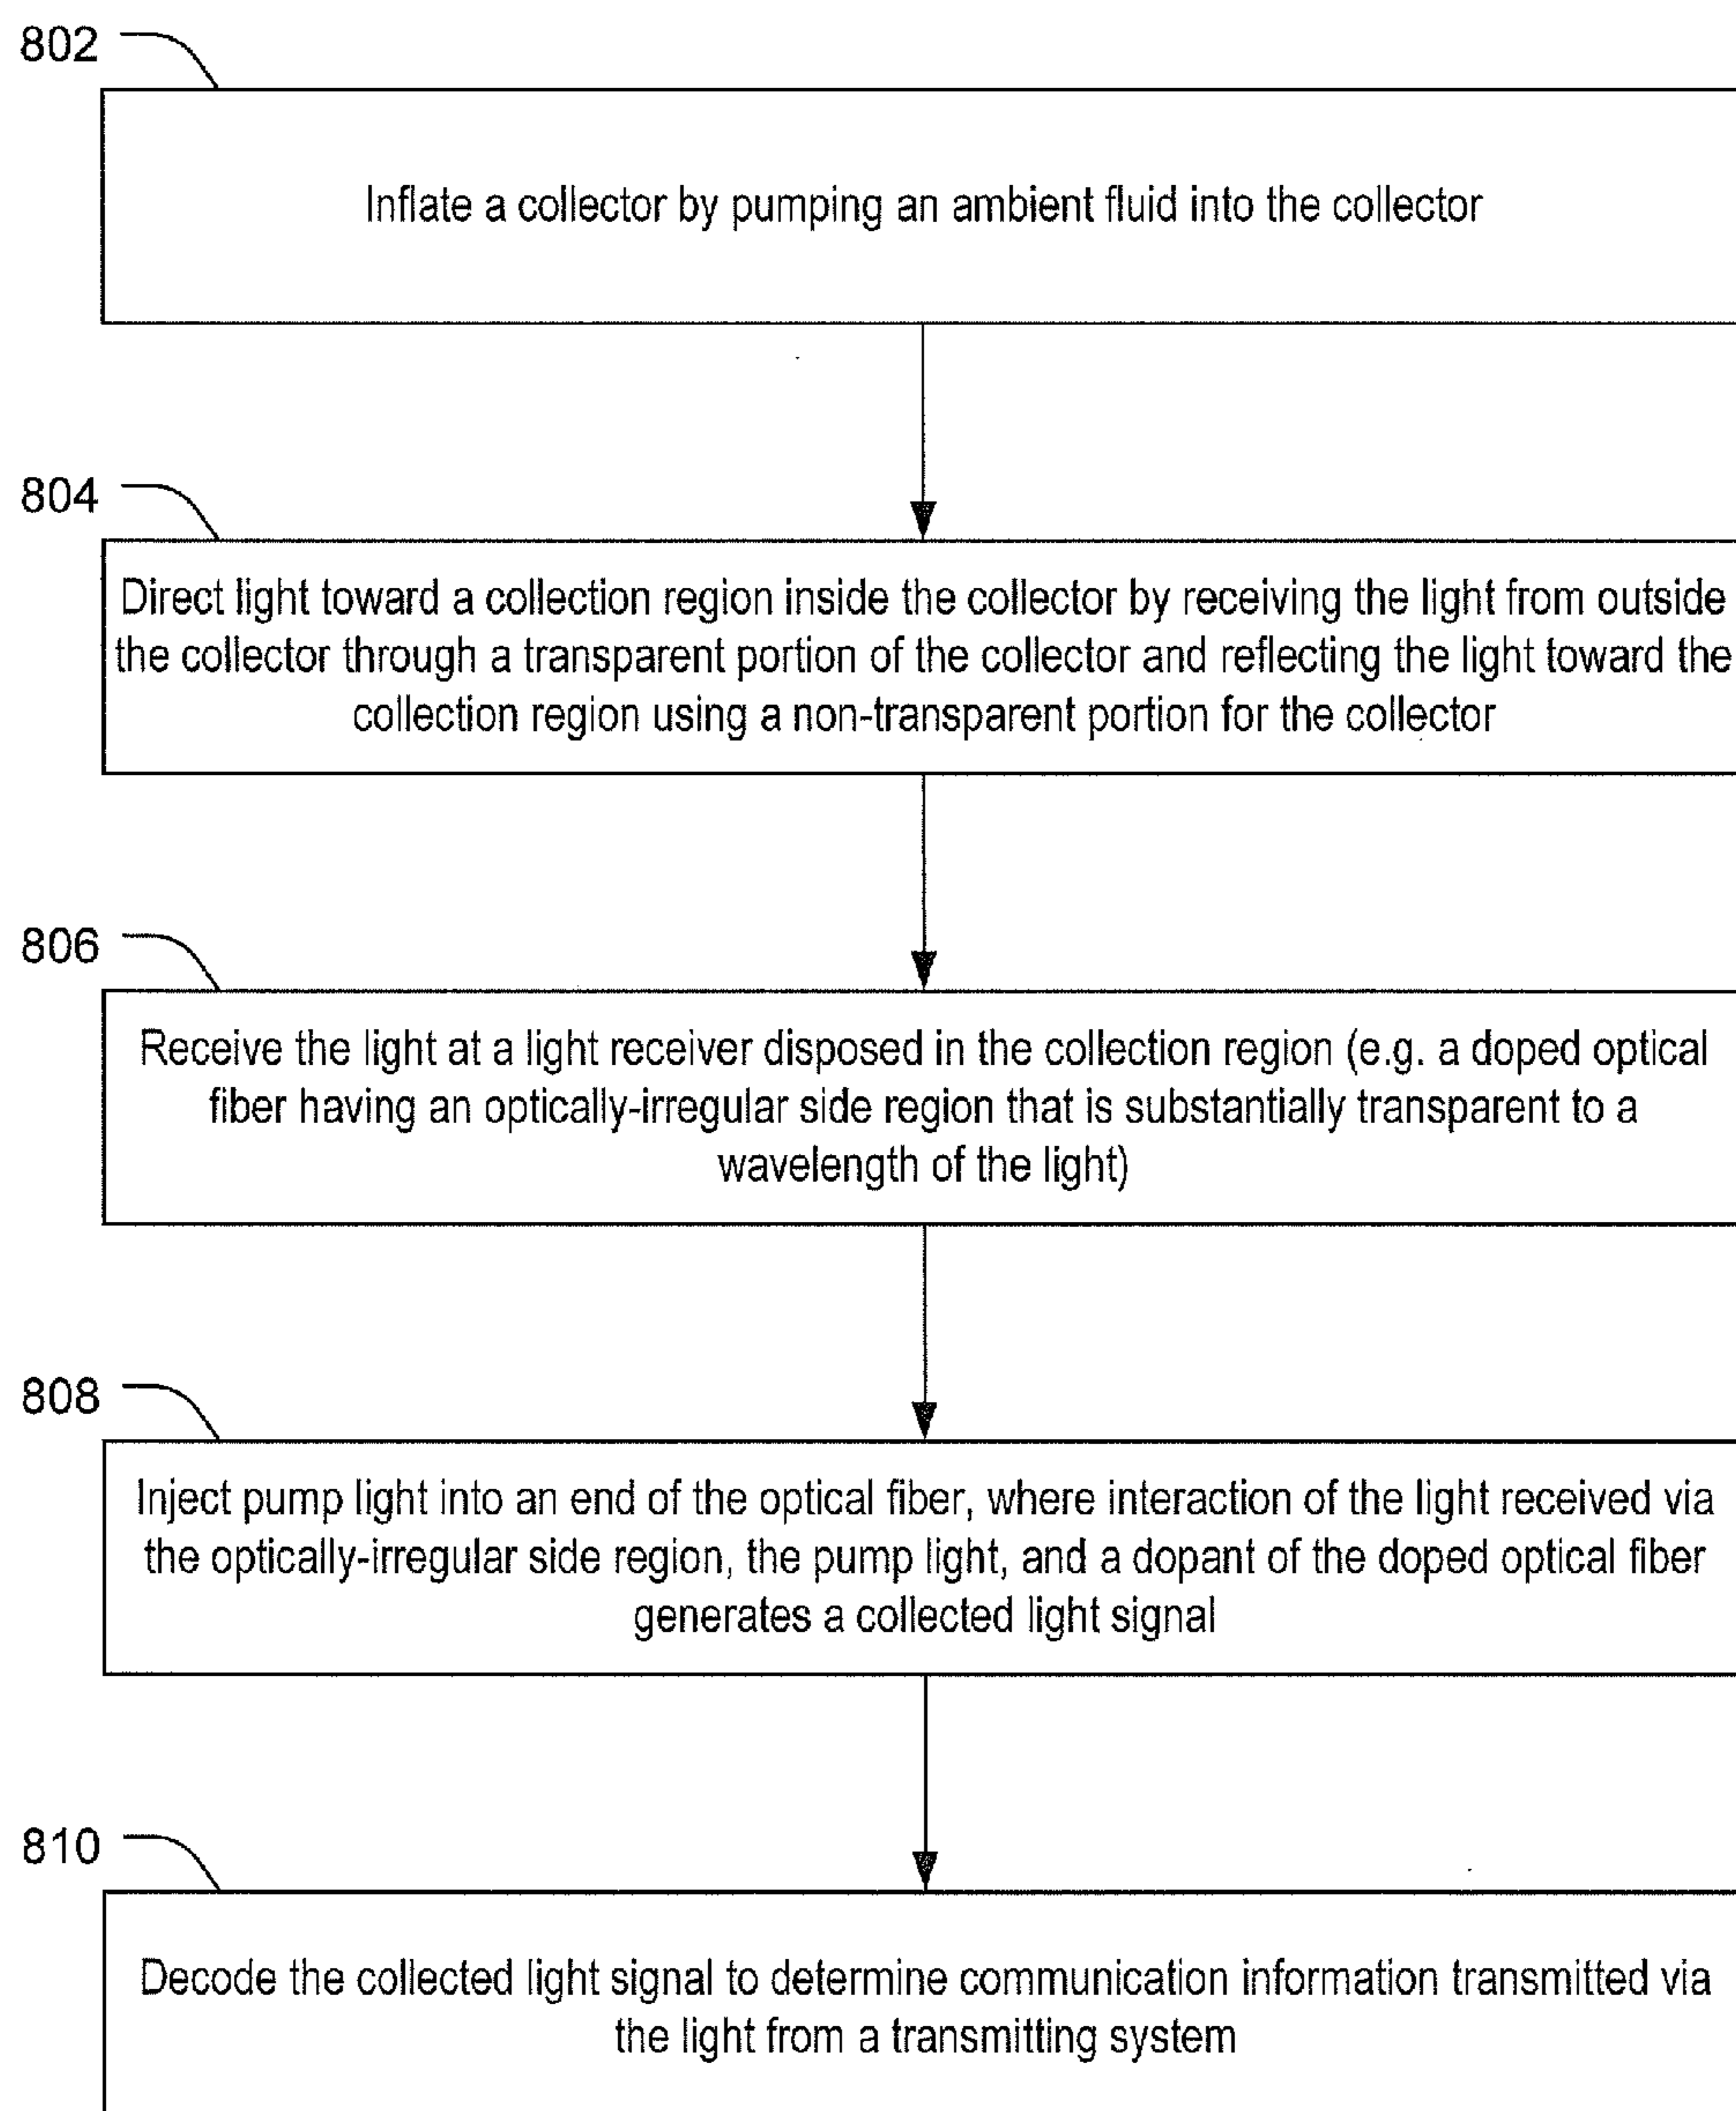 802
Inflate a collector by pumping an ambient fluid into the collector
804
Direct light toward a collection region inside the collector by receiving the light from outside
the collector through a transparent portion of the collector and reflecting the light toward the
collection region using a non-transparent portion for the collector
806
Receive the light at a light receiver disposed in the collection region (e.g. a doped optical
fiber having an optically-irregular side region that is substantially transparent to a
wavelength of the light)
808
Inject pump light into an end of the optical fiber, where interaction of the light received via
the optically-irregular side region, the pump light, and a dopant of the doped optical fiber
generates a collected light signal
810
Decode the collected light signal to determine communication information transmitted via
the light from a transmitting system